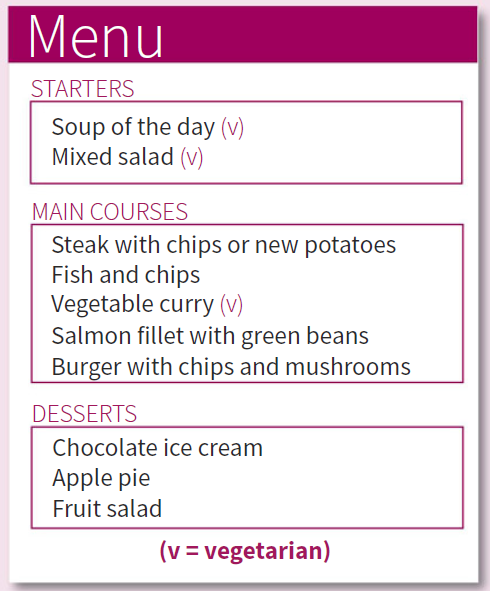 Menu
STARTERS
Soup of the day (v)
Mixed salad (v)
MAIN COURSES
Steak with chips or new potatoes
Fish and chips
Vegetable curry (v)
Salmon fillet with green beans
Burger with chips and mushrooms
DESSERTS
Chocolate ice cream
Apple pie
Fruit salad
(v = vegetarian)